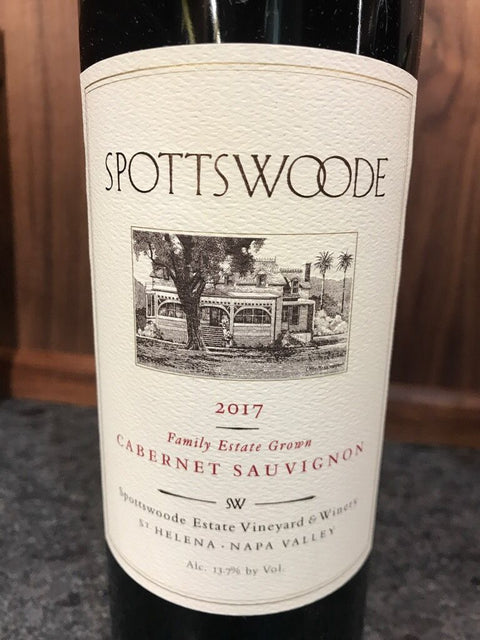 SPOTTSWOODE
2017
Family Estate Grown
CABERNET SAUVIGNON
SW
Spottswoode Estate Vineyard & Winery
ST HELENA · NAPA VALLEY
Alc. 13.7% by Vol.